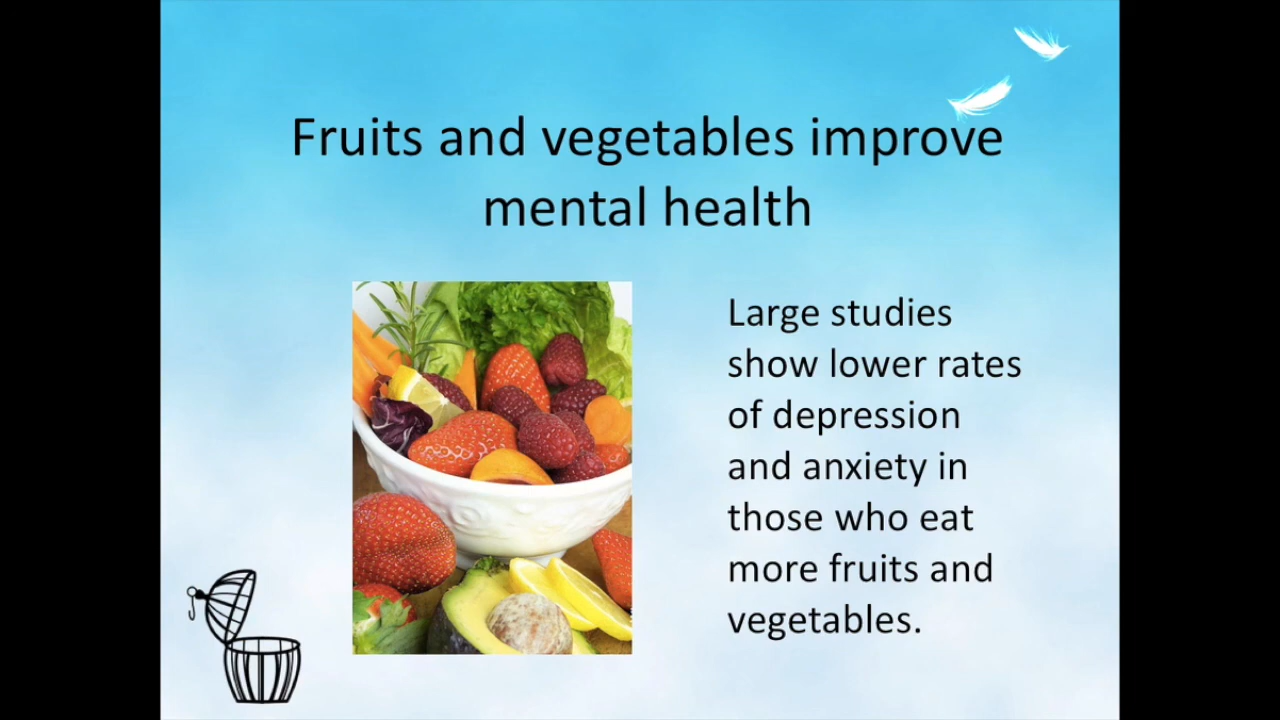 Fruits and vegetables improve
mental health
Large studies
show lower rates
of depression
and anxiety in
those who eat
more fruits and
vegetables.